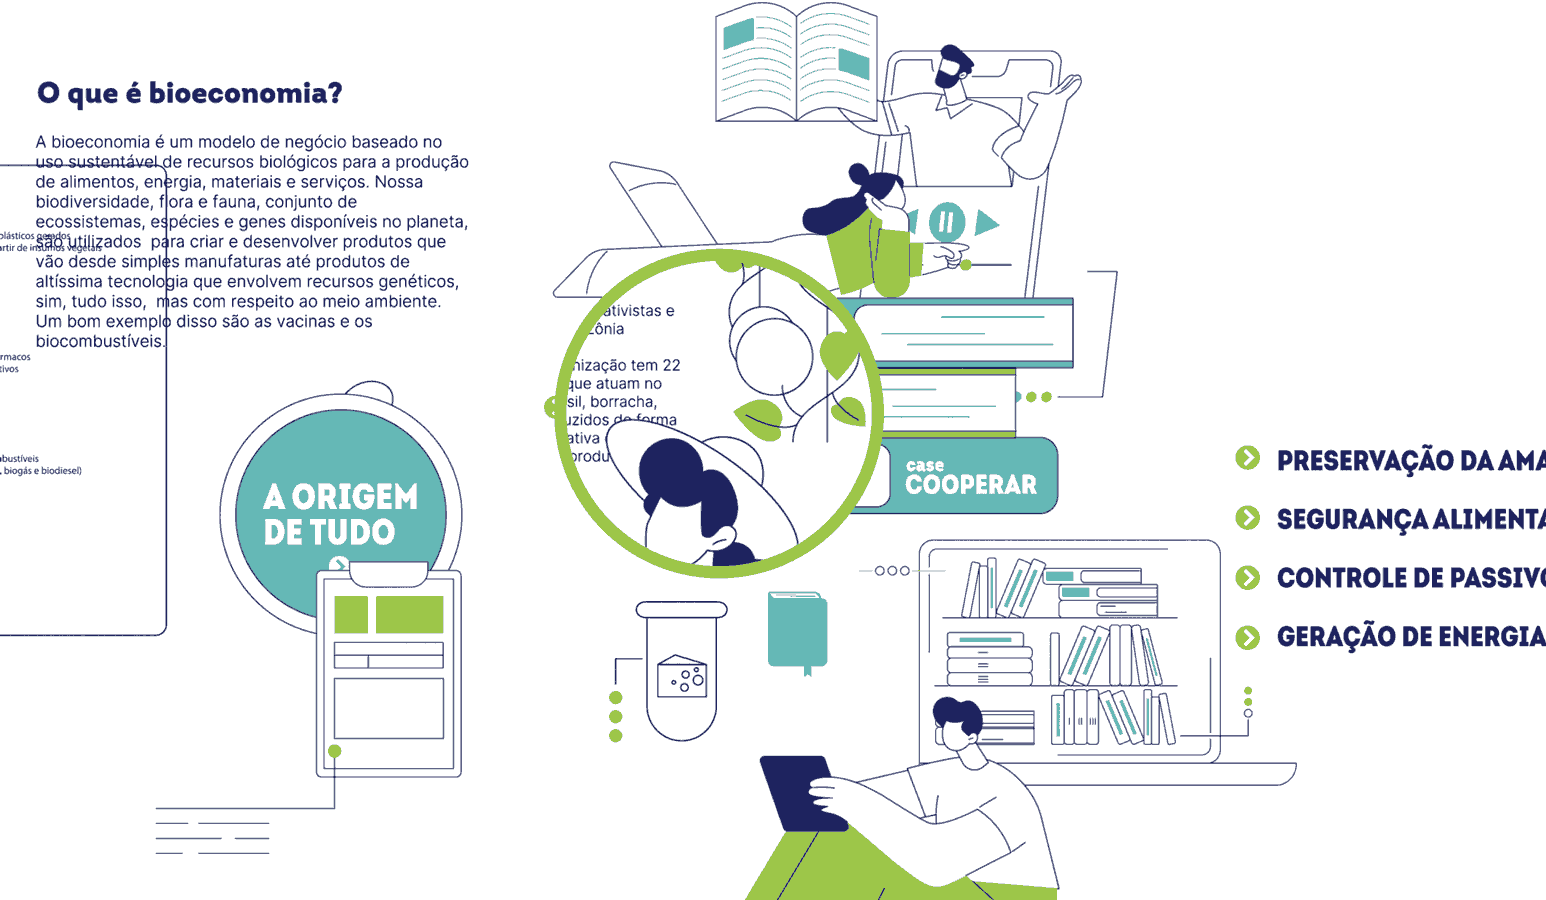 O que é bioeconomia?
A bioeconomia é um modelo de negócio baseado no
uso sustentável de recursos biológicos para a produção
de alimentos, energia, materiais e serviços. Nossa
biodiversidade, flora e fauna, conjunto de
ecossistemas, espécies e genes disponíveis no planeta,
são utilizados para criar e desenvolver produtos que
vão desde simples manufaturas até produtos de
altíssima tecnologia que envolvem recursos genéticos,
sim, tudo isso, mas com respeito ao meio ambiente.
Um bom exemplo disso são as vacinas e os
biocombustíveis.
plásticos gerados
artir de insumos vegetais
rmacos
tivos
bustíveis
, biogás e biodiesel)
A ORIGEM
DE TUDO
ativistas e
zônia
nização tem 22
que atuam no
sil, borracha,
uzidos de forma
ativa
produ
case
COOPERAR
PRESERVAÇÃO DA AMA
SEGURANÇA ALIMENTA
CONTROLE DE PASSIVO
GERAÇÃO DE ENERGIA